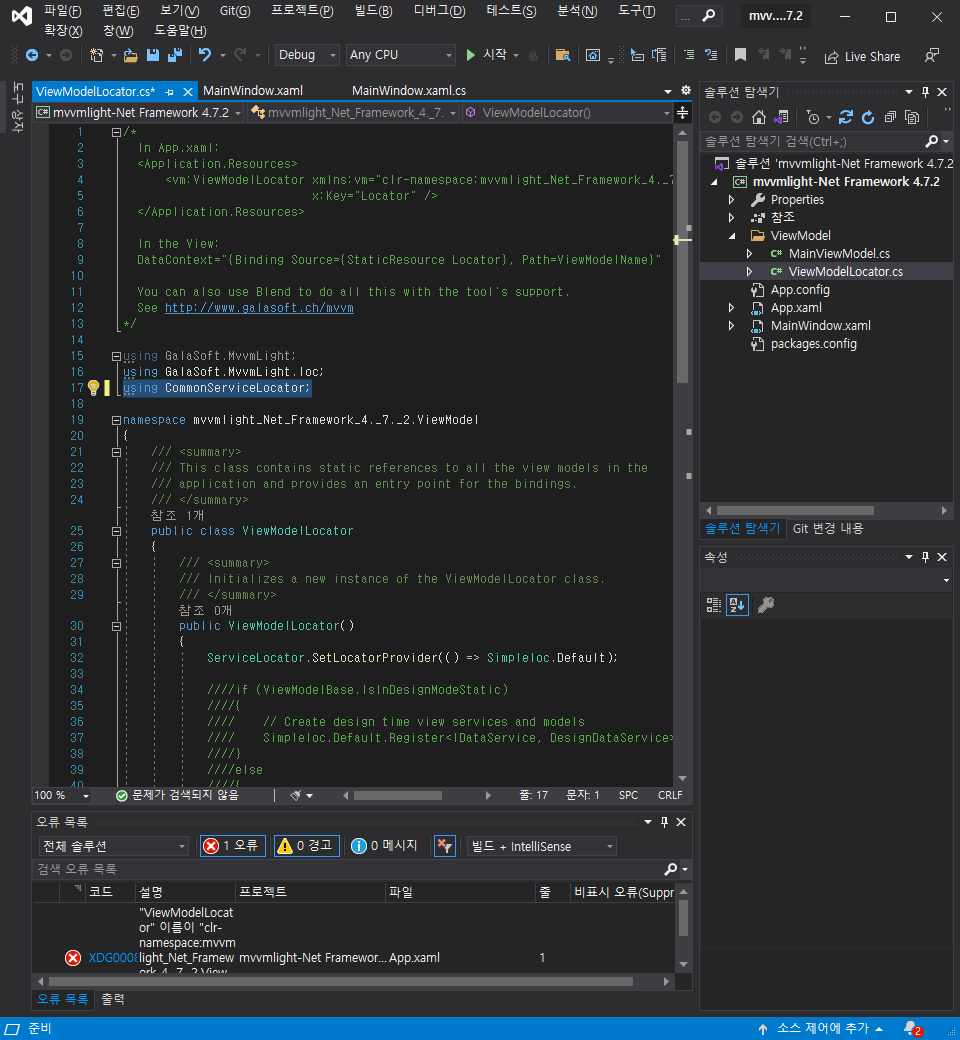 파일(F) 편집(E) 보기(V) Git(G) 프로젝트(P) 빌드(B) 디버그(D) 테스트(S) 분석(N) 도구(T) ... mvv....7.2
확장(X) 창(W) 도움말(H)
Debug Any CPU 시작 Live Share
도구 상자
ViewModelLocator.cs* MainWindow.xaml MainWindow.xaml.cs
mvvmlight-Net Framework 4.7.2 mvvmlight_Net_Framework_4._7. ViewModelLocator()
1 /*
2 In App.xaml:
3 <Application.Resources>
4 <vm:ViewModelLocator xmlns:vm="clr-namespace:mvvmlight_Net_Framework_4._7
5 x:Key="Locator" />
6 </Application.Resources>
7
8 In the View:
9 DataContext="{Binding Source={StaticResource Locator}, Path=ViewModelName}"
10
11 You can also use Blend to do all this with the tool's support.
12 See http://www.galasoft.ch/mvvm
13 */
14
15 using GalaSoft.MvvmLight;
16 using GalaSoft.MvvmLight.Ioc;
17 using CommonServiceLocator;
18
19 namespace mvvmlight_Net_Framework_4._7._2.ViewModel
20 {
21 /// <summary>
22 /// This class contains static references to all the view models in the
23 /// application and provides an entry point for the bindings.
24 /// </summary>
참조 1개
25 public class ViewModelLocator
26 {
27 /// <summary>
28 /// Initializes a new instance of the ViewModelLocator class.
29 /// </summary>
참조 0개
30 public ViewModelLocator()
31 {
32 ServiceLocator.SetLocatorProvider(() => SimpleIoc.Default);
33
34 ////if (ViewModelBase.IsInDesignModeStatic)
35 ////{
36 //// // Create design time view services and models
37 //// SimpleIoc.Default.Register<IDataService, DesignDataService>
38 ////}
39 ////else
40 ////{
100 % 문제가 검색되지 않음 줄: 17 문자: 1 SPC CRLF
오류 목록
전체 솔루션 1 오류 0 경고 0 메시지 빌드 + IntelliSense
검색 오류 목록
코드 설명 프로젝트 파일 줄 비표시 오류(Suppr
"ViewModelLocat
or" 이름이 "clr-
namespace:mvvm
XDG0008 light_Net_Framew mvvmlight-Net Framewor... App.xaml 1
ork_4._7._2.View
오류 목록 출력
솔루션 탐색기
솔루션 탐색기 검색(Ctrl+;)
솔루션 'mvvmlight-Net Framework 4.7.2
mvvmlight-Net Framework 4.7.2
Properties
참조
ViewModel
C# MainViewModel.cs
C# ViewModelLocator.cs
App.config
App.xaml
MainWindow.xaml
packages.config
솔루션 탐색기 Git 변경 내용
속성
준비 소스 제어에 추가 2